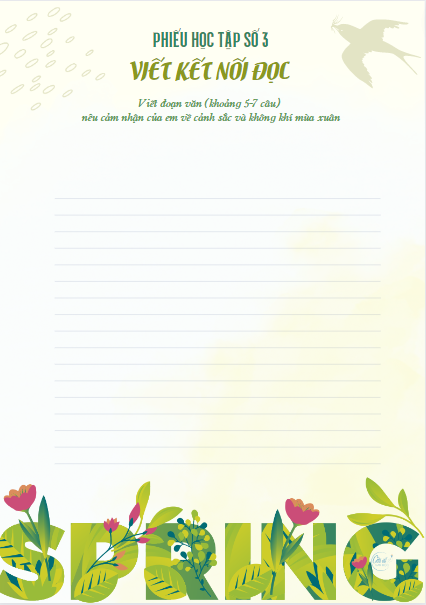 PHIẾU HỌC TẬP SỐ 3
VIẾT KẾT NỐI ĐỌC
Viết đoạn văn (khoảng 5-7 câu)
nêu cảm nhận của em về cảnh sắc và không khí mùa xuân
SPRING